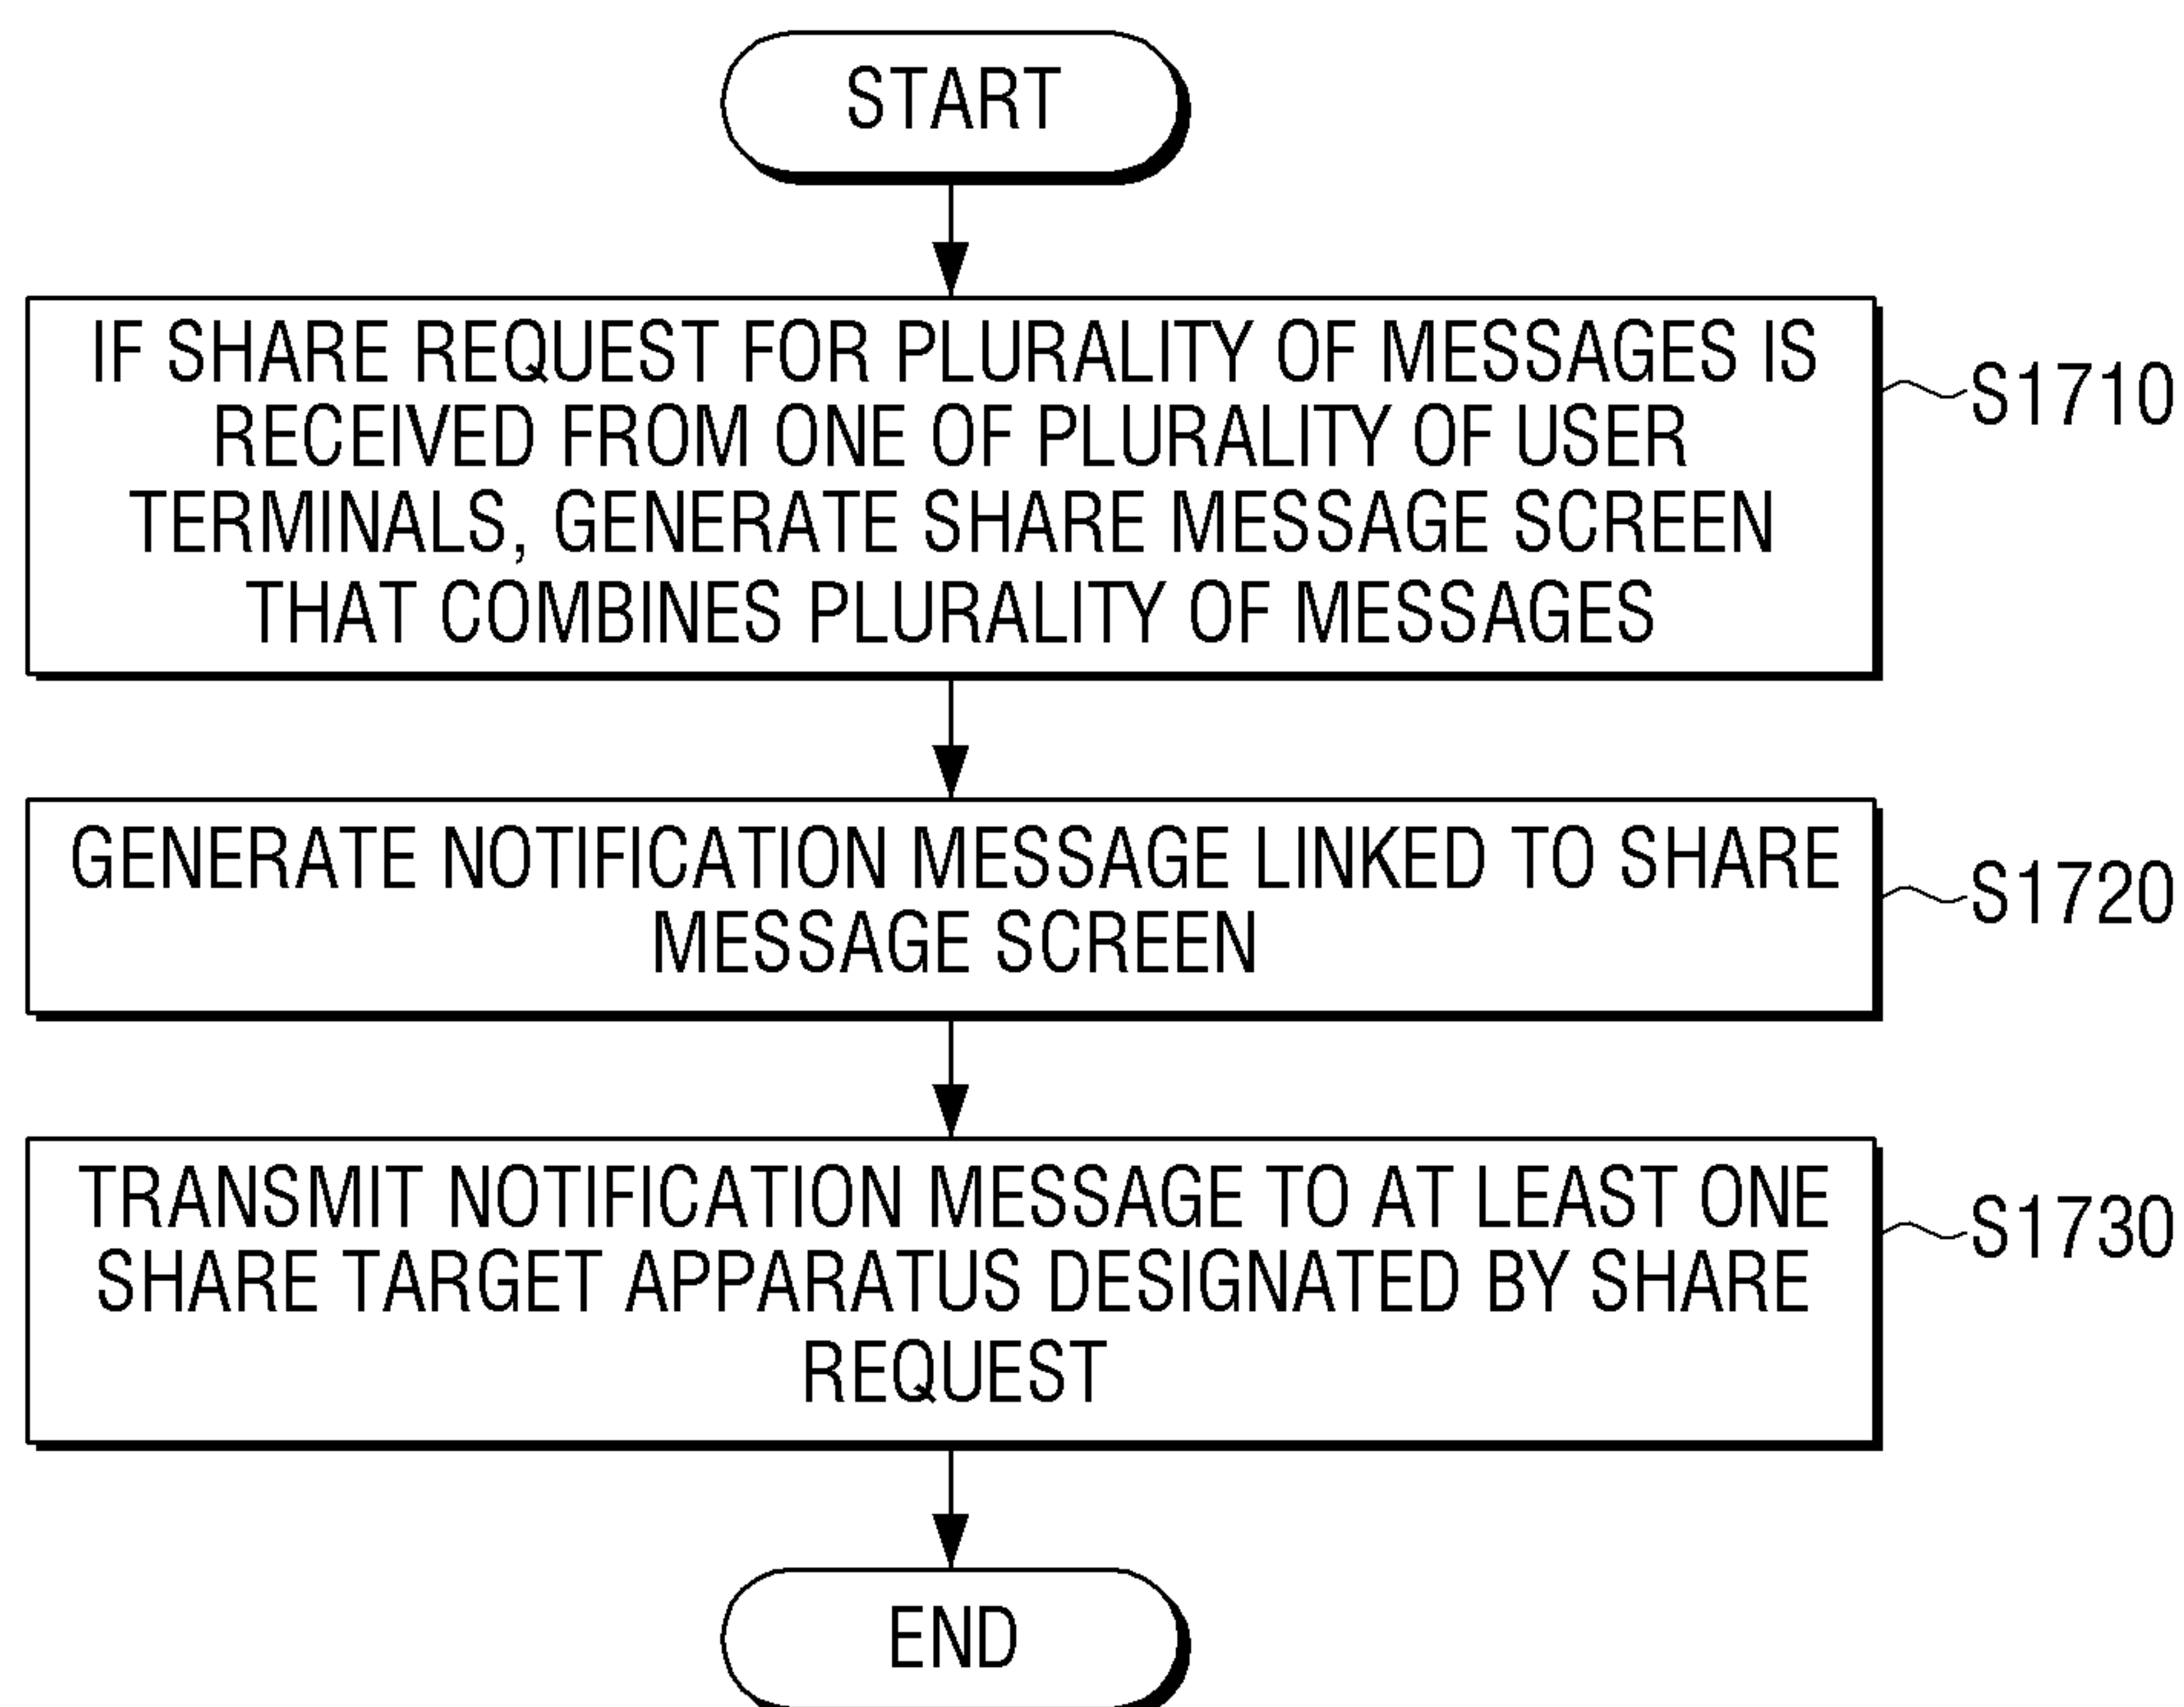 START
IF SHARE REQUEST FOR PLURALITY OF MESSAGES IS
RECEIVED FROM ONE OF PLURALITY OF USER
TERMINALS, GENERATE SHARE MESSAGE SCREEN
THAT COMBINES PLURALITY OF MESSAGES
S1710
GENERATE NOTIFICATION MESSAGE LINKED TO SHARE
MESSAGE SCREEN
S1720
TRANSMIT NOTIFICATION MESSAGE TO AT LEAST ONE
SHARE TARGET APPARATUS DESIGNATED BY SHARE
REQUEST
S1730
END